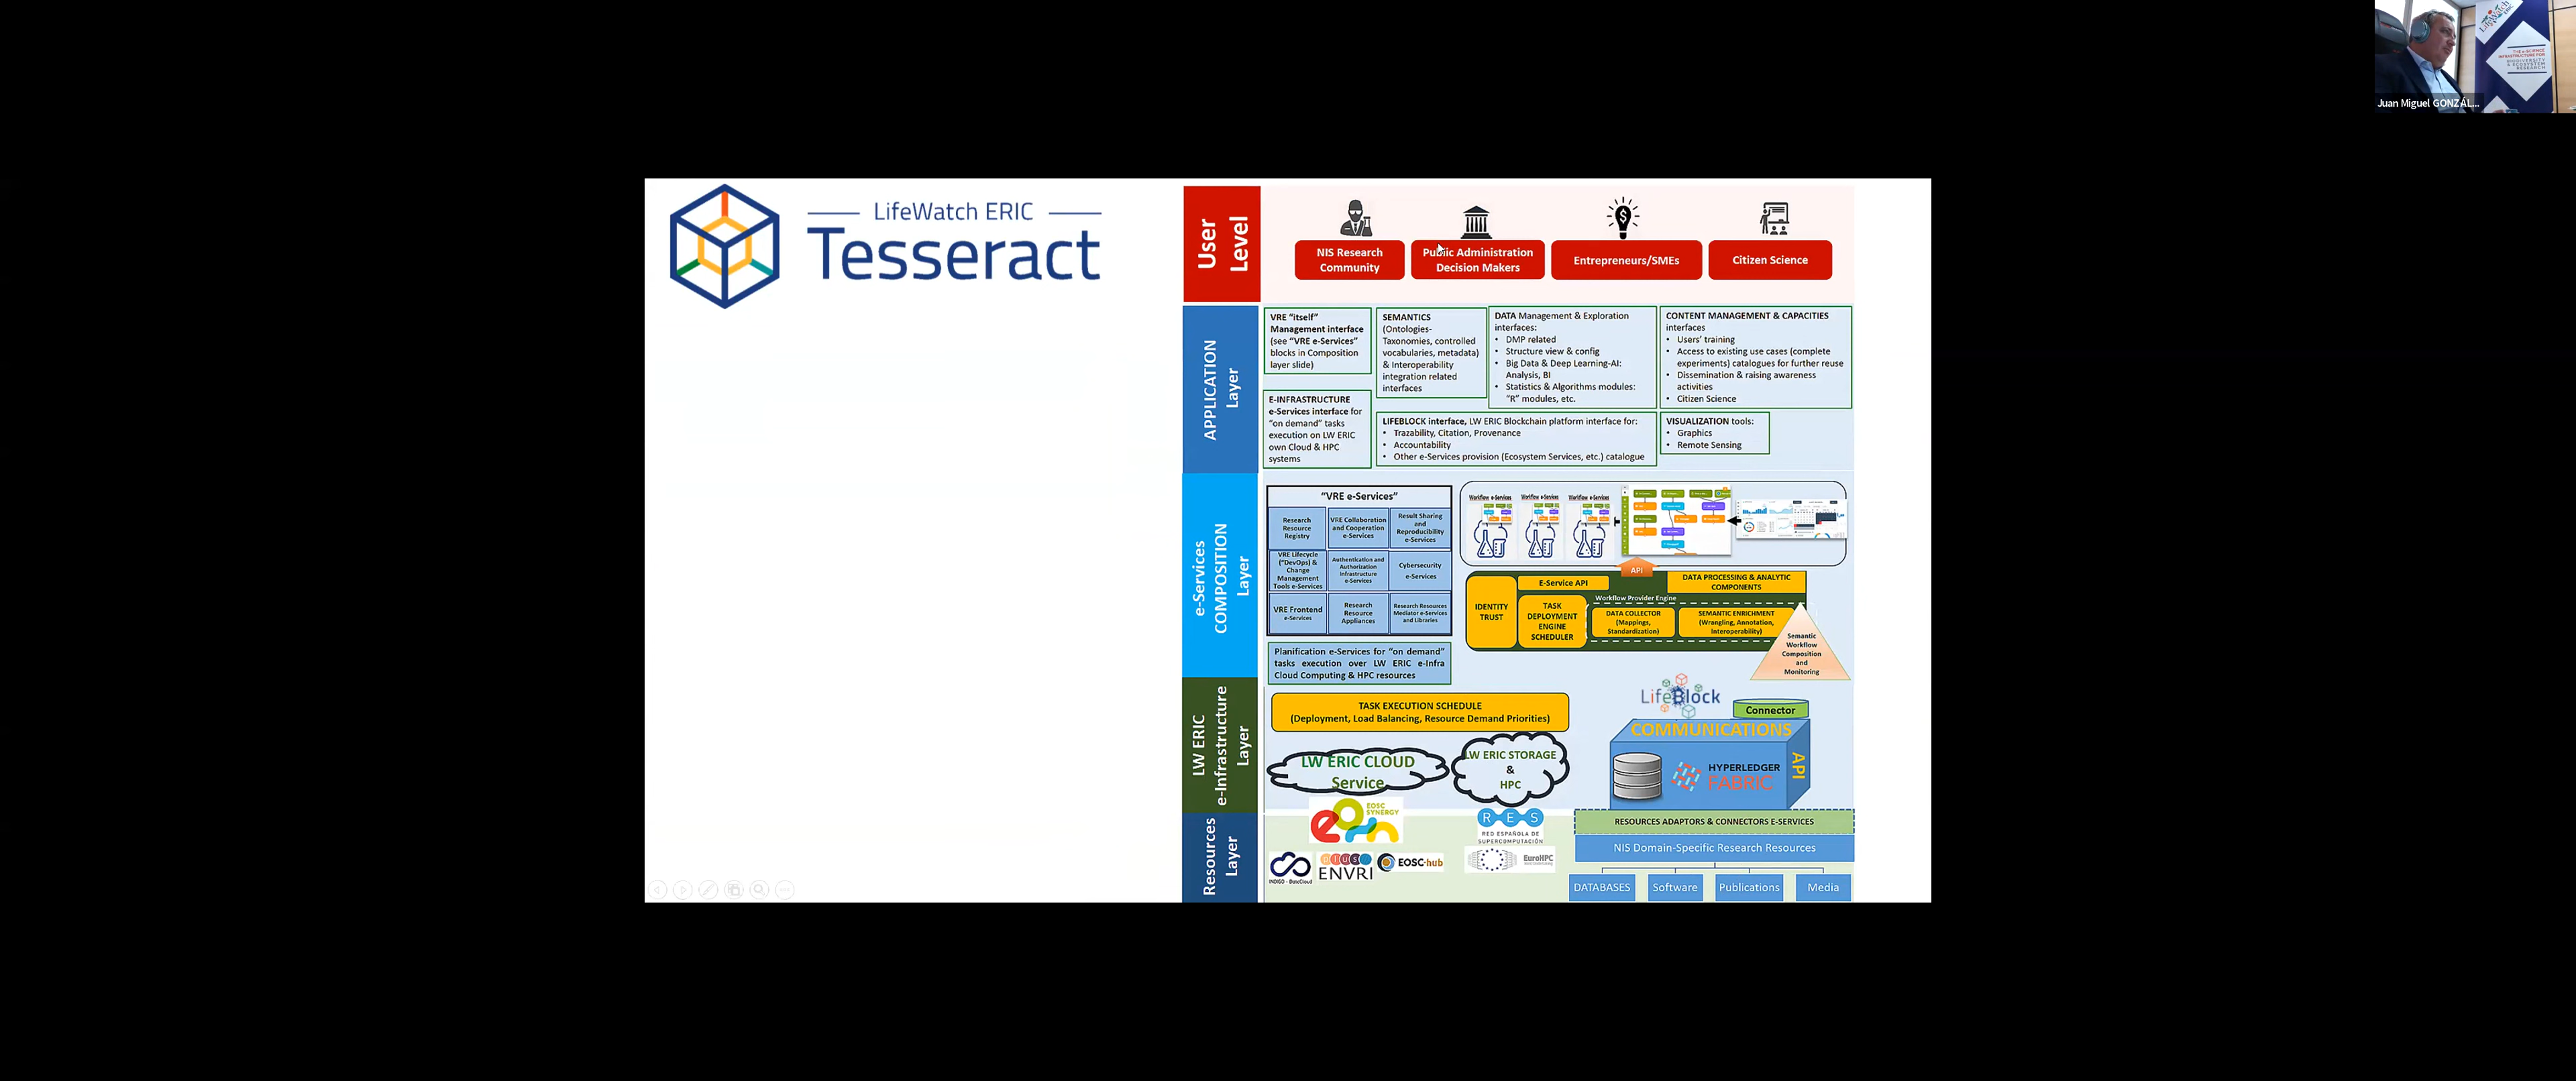 Juan Miguel GONZÁL...
LifeWatch
ERIC
THE e-SCIENCE
INFRASTRUCTURE FOR
BIODIVERSITY
& ECOSYSTEM
RESEARCH
LifeWatch ERIC
Tesseract
User
Level
NIS Research
Community
Public Administration
Decision Makers
Entrepreneurs/SMEs
Citizen Science
APPLICATION
Layer
VRE “itself”
Management interface
(see “VRE e-Services”
blocks in Composition
layer slide)
SEMANTICS
(Ontologies-
Taxonomies, controlled
vocabularies, metadata)
& Interoperability
integration related
interfaces
DATA Management & Exploration
interfaces:
• DMP related
• Structure view & config
• Big Data & Deep Learning-AI:
Analysis, BI
• Statistics & Algorithms modules:
“R” modules, etc.
CONTENT MANAGEMENT & CAPACITIES
interfaces
• Users’ training
• Access to existing use cases (complete
experiments) catalogues for further reuse
• Dissemination & raising awareness
activities
• Citizen Science
E-INFRASTRUCTURE
e-Services interface for
“on demand” tasks
execution on LW ERIC
own Cloud & HPC
systems
LIFEBLOCK interface, LW ERIC Blockchain platform interface for:
• Trazability, Citation, Provenance
• Accountability
• Other e-Services provision (Ecosystem Services, etc.) catalogue
VISUALIZATION tools:
• Graphics
• Remote Sensing
e-Services
COMPOSITION
Layer
“VRE e-Services”
Research
Resource
Registry
VRE Collaboration
and Cooperation
e-Services
Result Sharing
and
Reproducibility
e-Services
VRE Lifecycle
(“DevOps) &
Change
Management
Tools e-Services
Authentication and
Authorization
Infrastructure
e-Services
Cybersecurity
e-Services
VRE Frontend
e-Services
Research
Resource
Appliances
Research Resources
Mediator e-Services
and Libraries
Planification e-Services for “on demand”
tasks execution over LW ERIC e-Infra
Cloud Computing & HPC resources
Workflow e-Services
Workflow e-Services
Workflow e-Services
API
IDENTITY
TRUST
E-Service API
TASK
DEPLOYMENT
ENGINE
SCHEDULER
DATA PROCESSING & ANALYTIC
COMPONENTS
Workflow Provider Engine
DATA COLLECTOR
(Mappings,
Standardization)
SEMANTIC ENRICHMENT
(Wrangling, Annotation,
Interoperability)
Semantic
Workflow
Composition
and
Monitoring
LW ERIC
e-Infrastructure
Layer
TASK EXECUTION SCHEDULE
(Deployment, Load Balancing, Resource Demand Priorities)
LW ERIC CLOUD
Service
LW ERIC STORAGE
&
HPC
LifeBlock
Connector
COMMUNICATIONS
API
HYPERLEDGER
FABRIC
Resources
Layer
EOSC
SYNERGY
INDIGO - DataCloud
plus
ENVRI
EOSC-hub
RES
RED ESPAÑOLA DE
SUPERCOMPUTACIÓN
EuroHPC
RESOURCES ADAPTORS & CONNECTORS E-SERVICES
NIS Domain-Specific Research Resources
DATABASES
Software
Publications
Media